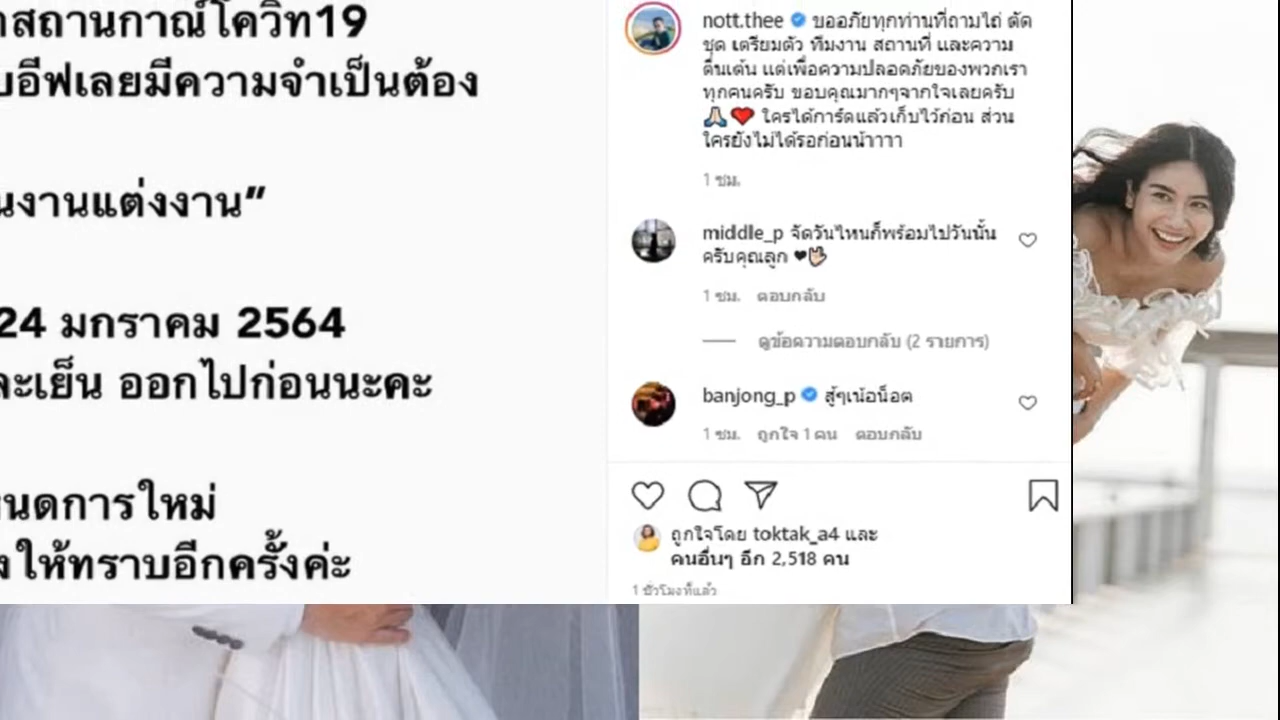 สถานกาณ์โควิท19
บอีฟเลยมีความจำเป็นต้อง
นงานแต่งงาน”
24 มกราคม 2564
ละเย็น ออกไปก่อนนะคะ
หนดการใหม่
งให้ทราบอีกครั้งค่ะ
nott.thee ขออภัยทุกท่านที่ถามไถ่ ตัด
ชุด เตรียมตัว ทีมงาน สถานที่ และความ
ตื่นเต้น แต่เพื่อความปลอดภัยของพวกเรา
ทุกคนครับ ขอบคุณมากๆจากใจเลยครับ
🙏🏻❤️ ใครได้การ์ดแล้วเก็บไว้ก่อน ส่วน
ใครยังไม่ได้รอก่อนน้าาาา
1 ชม.
middle_p จัดวันไหนก็พร้อมไปวันนั้น
ครับคุณลูก ❤🤟🏻
1 ชม. ตอบกลับ
ดูข้อความตอบกลับ (2 รายการ)
banjong_p สู้ๆเน้อน็อต
1 ชม. ถูกใจ 1 คน ตอบกลับ
ถูกใจโดย toktak_a4 และ
คนอื่นๆ อีก 2,518 คน
1 ชั่วโมงที่แล้ว